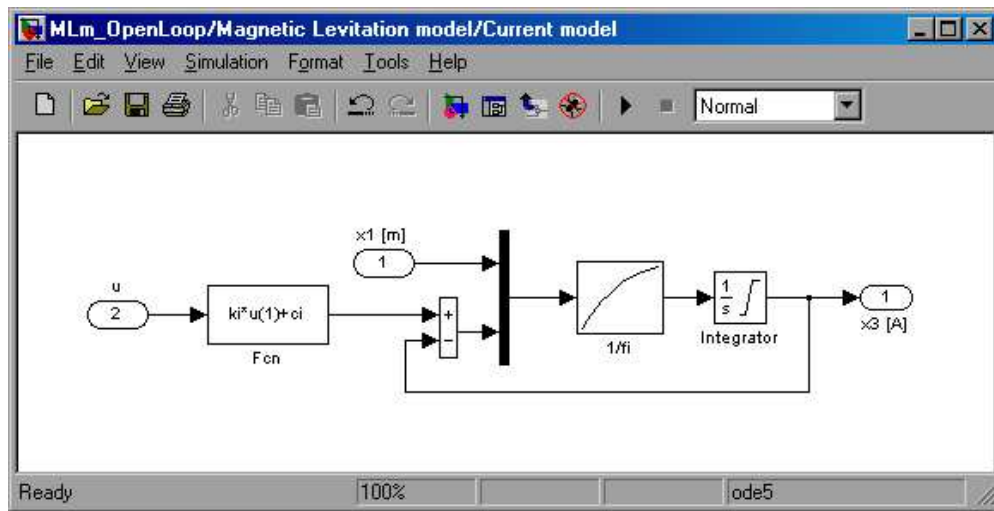 MLm_OpenLoop/Magnetic Levitation model/Current model
File Edit View Simulation Format Tools Help
Normal
x1 [m]
1
u
2
ki*u(1)+ci
Fcn
+
−
1/fi
1
s
Integrator
1
x3 [A]
Ready 100% ode5